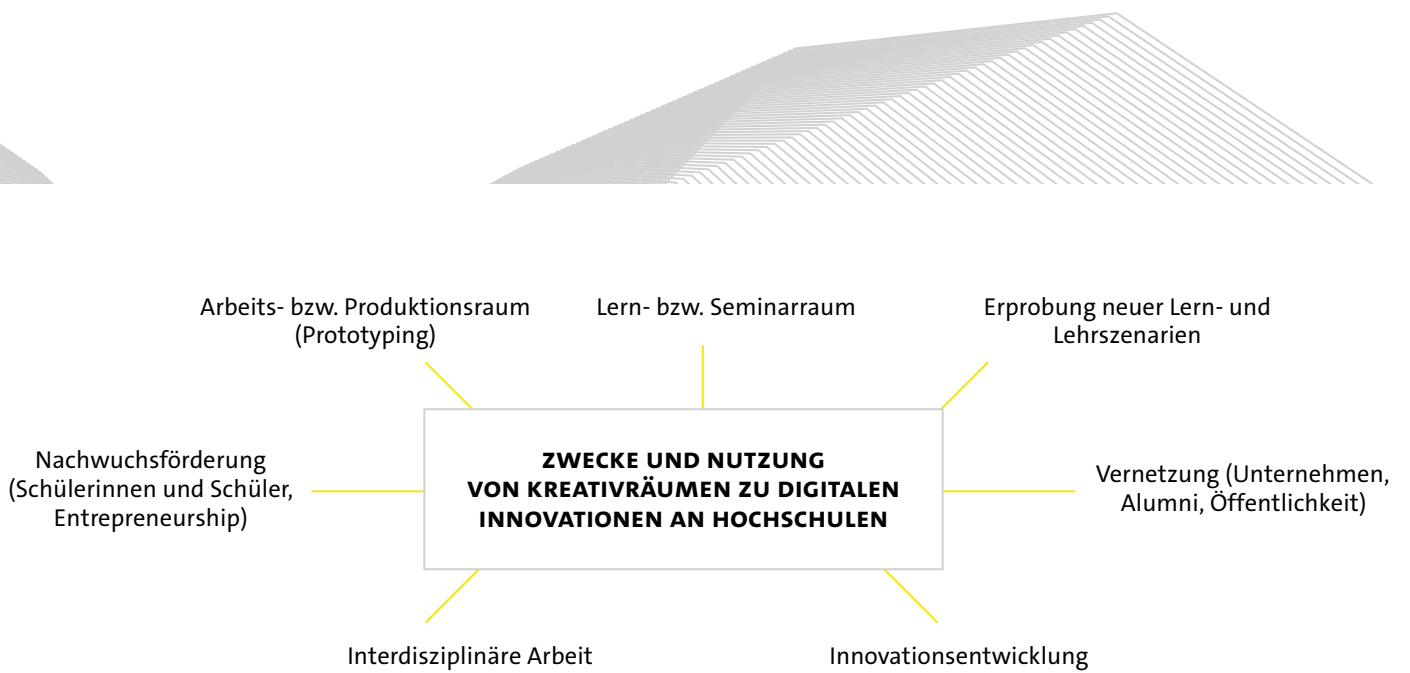 Arbeits- bzw. Produktionsraum
(Prototyping)
Lern- bzw. Seminarraum
Erprobung neuer Lern- und
Lehrszenarien
Nachwuchsförderung
(Schülerinnen und Schüler,
Entrepreneurship)
ZWECKE UND NUTZUNG
VON KREATIVRÄUMEN ZU DIGITALEN
INNOVATIONEN AN HOCHSCHULEN
Vernetzung (Unternehmen,
Alumni, Öffentlichkeit)
Interdisziplinäre Arbeit
Innovationsentwicklung